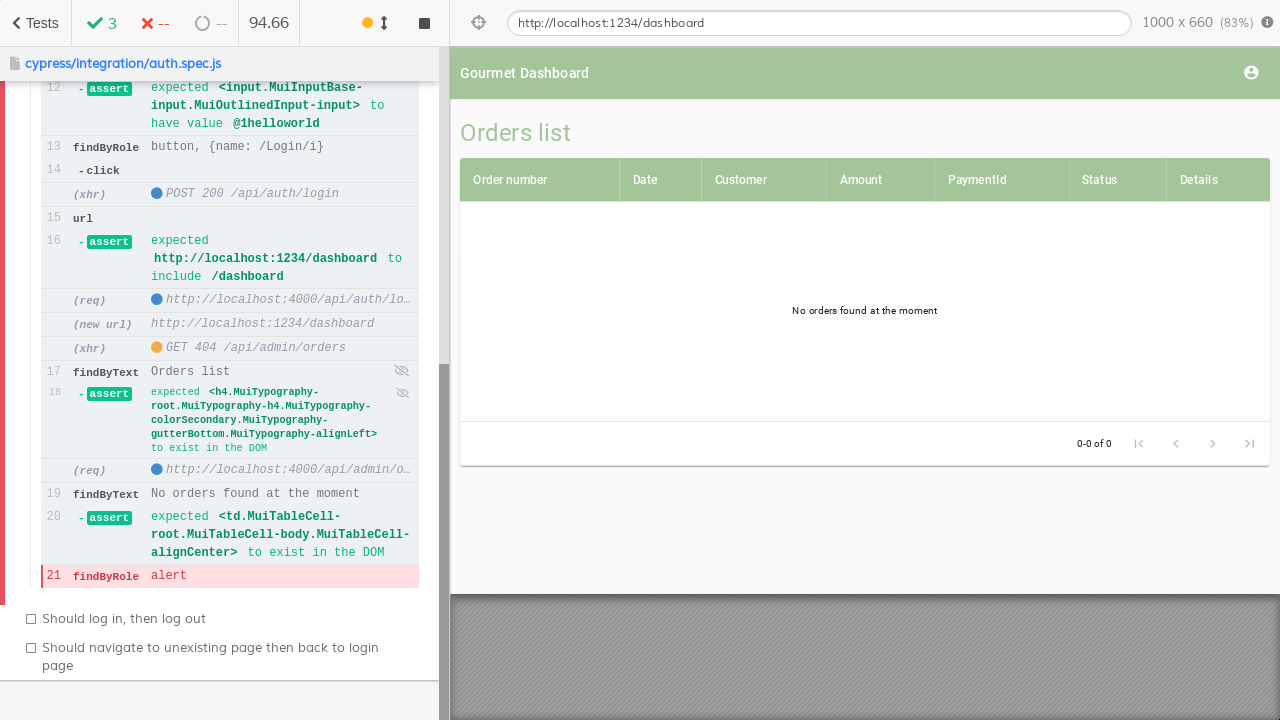 Tests
3
--
--
94.66
http://localhost:1234/dashboard
1000 x 660 (83%)
cypress/integration/auth.spec.js
12 -assert expected <input.MuiInputBase-
input.MuiOutlinedInput-input> to
have value @1helloworld
13 findByRole button, {name: /Login/i}
14 -click
(xhr) POST 200 /api/auth/login
15 url
16 -assert expected
http://localhost:1234/dashboard to
include /dashboard
(req) http://localhost:4000/api/auth/lo…
(new url) http://localhost:1234/dashboard
(xhr) GET 404 /api/admin/orders
17 findByText Orders list
18 -assert expected <h4.MuiTypography-
root.MuiTypography-h4.MuiTypography-
colorSecondary.MuiTypography-
gutterBottom.MuiTypography-alignLeft>
to exist in the DOM
(req) http://localhost:4000/api/admin/o…
19 findByText No orders found at the moment
20 -assert expected <td.MuiTableCell-
root.MuiTableCell-body.MuiTableCell-
alignCenter> to exist in the DOM
21 findByRole alert
Should log in, then log out
Should navigate to unexisting page then back to login
page
Gourmet Dashboard
Orders list
Order number Date Customer Amount PaymentId Status Details
No orders found at the moment
0-0 of 0